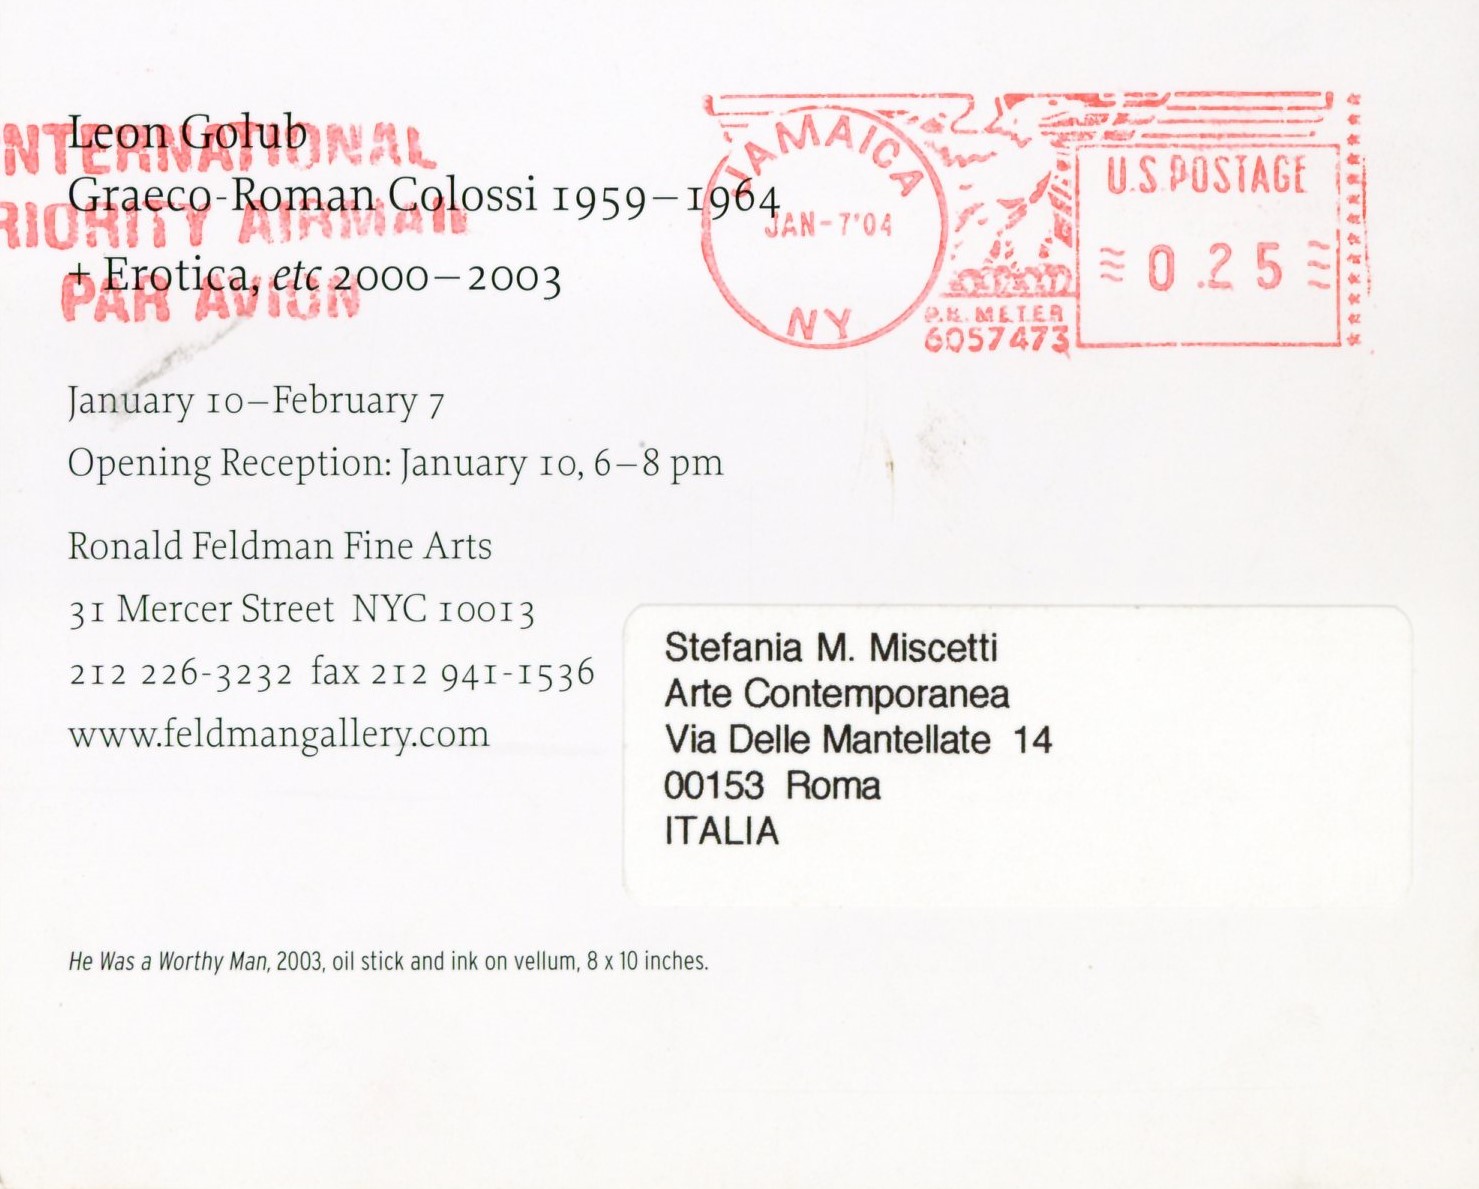 Leon Golub
Graeco-Roman Colossi 1959–1964
+ Erotica, etc 2000–2003
NTERNATIONAL
RIORITY AIRMAIL
PAR AVION
JAMAICA
JAN-7'04
NY
P.B. METER
6057473
U.S. POSTAGE
0.25
January 10–February 7
Opening Reception: January 10, 6–8 pm
Ronald Feldman Fine Arts
31 Mercer Street NYC 10013
212 226-3232 fax 212 941-1536
www.feldmangallery.com
Stefania M. Miscetti
Arte Contemporanea
Via Delle Mantellate 14
00153 Roma
ITALIA
He Was a Worthy Man, 2003, oil stick and ink on vellum, 8 x 10 inches.